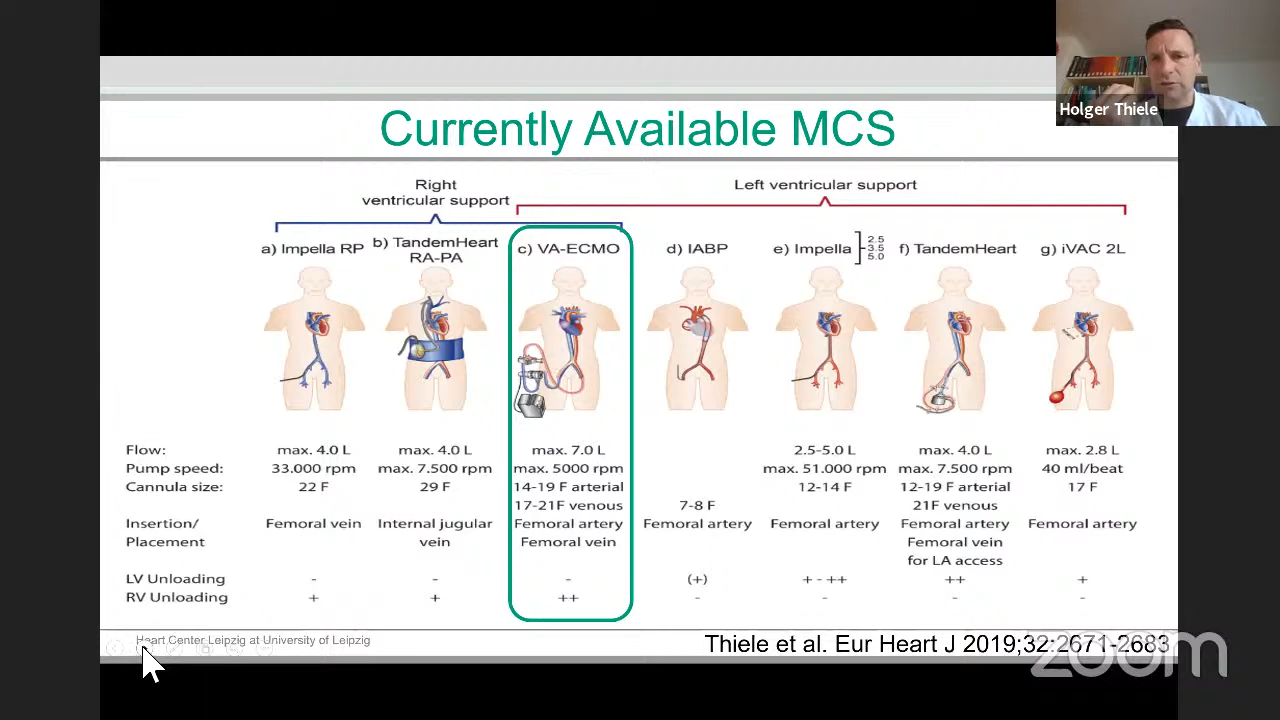 Holger Thiele
Currently Available MCS
Right
ventricular support
Left ventricular support
a) Impella RP
b) TandemHeart
RA-PA
c) VA-ECMO
d) IABP
e) Impella
2.5
3.5
5.0
f) TandemHeart
g) iVAC 2L
Flow: max. 4.0 L max. 4.0 L max. 7.0 L 2.5-5.0 L max. 4.0 L max. 2.8 L
Pump speed: 33.000 rpm max. 7.500 rpm max. 5000 rpm max. 51.000 rpm max. 7.500 rpm 40 ml/beat
Cannula size: 22 F 29 F 14-19 F arterial 12-14 F 12-19 F arterial 17 F
17-21F venous 7-8 F 21F venous
Insertion/ Femoral vein Internal jugular Femoral artery Femoral artery Femoral artery Femoral artery Femoral artery
Placement vein Femoral vein Femoral vein
for LA access
LV Unloading - - - (+) + - ++ ++ +
RV Unloading + + ++ - - - -
Heart Center Leipzig at University of Leipzig
Thiele et al. Eur Heart J 2019;32:2671-2683
zoom